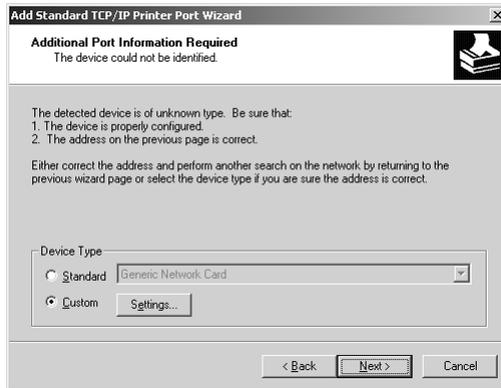 Add Standard TCP/IP Printer Port Wizard
Additional Port Information Required
The device could not be identified.
The detected device is of unknown type. Be sure that:
1. The device is properly configured.
2. The address on the previous page is correct.
Either correct the address and perform another search on the network by returning to the
previous wizard page or select the device type if you are sure the address is correct.
Device Type
Standard
Generic Network Card
Custom
Settings...
< Back
Next >
Cancel